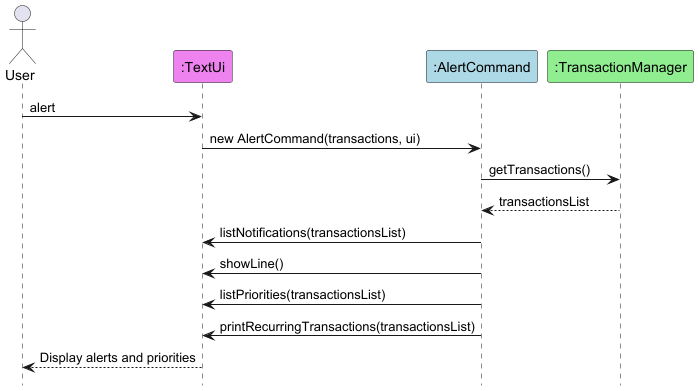 User
:TextUi
:AlertCommand
:TransactionManager
alert
new AlertCommand(transactions, ui)
getTransactions()
transactionsList
listNotifications(transactionsList)
showLine()
listPriorities(transactionsList)
printRecurringTransactions(transactionsList)
Display alerts and priorities